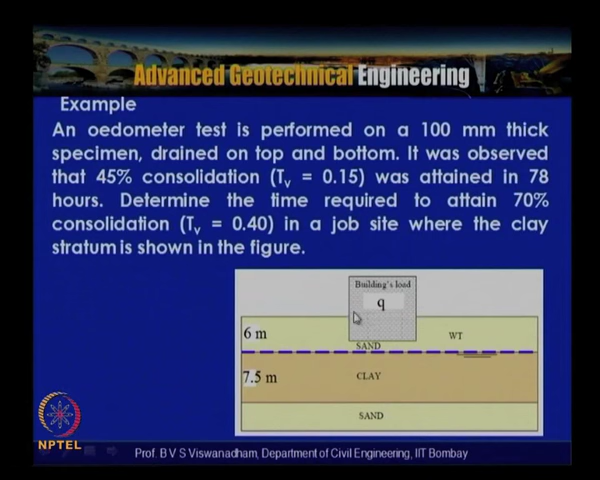 Advanced Geotechnical Engineering
Example
An oedometer test is performed on a 100 mm thick
specimen, drained on top and bottom. It was observed
that 45% consolidation (Tv = 0.15) was attained in 78
hours. Determine the time required to attain 70%
consolidation (Tv = 0.40) in a job site where the clay
stratum is shown in the figure.
Building's load
q
6 m
WT
SAND
7.5 m
CLAY
SAND
NPTEL
Prof. B V S Viswanadham, Department of Civil Engineering, IIT Bombay